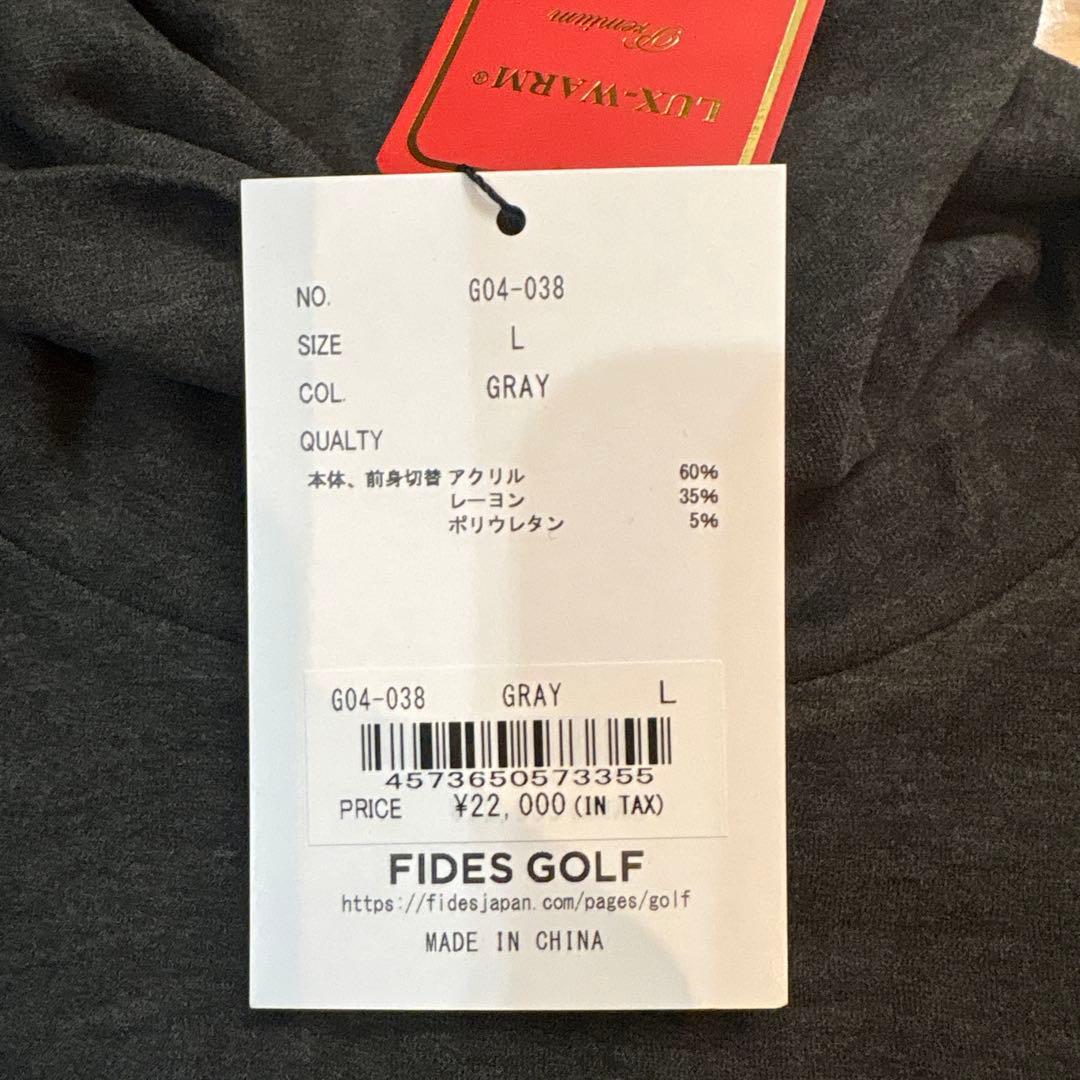 Premium
LUX-WARM®
NO. G04-038
SIZE L
COL. GRAY
QUALTY
本体、前身切替 アクリル 60%
レーヨン 35%
ポリウレタン 5%
G04-038 GRAY L
4573650573355
PRICE ¥22,000(IN TAX)
FIDES GOLF
https://fidesjapan.com/pages/golf
MADE IN CHINA